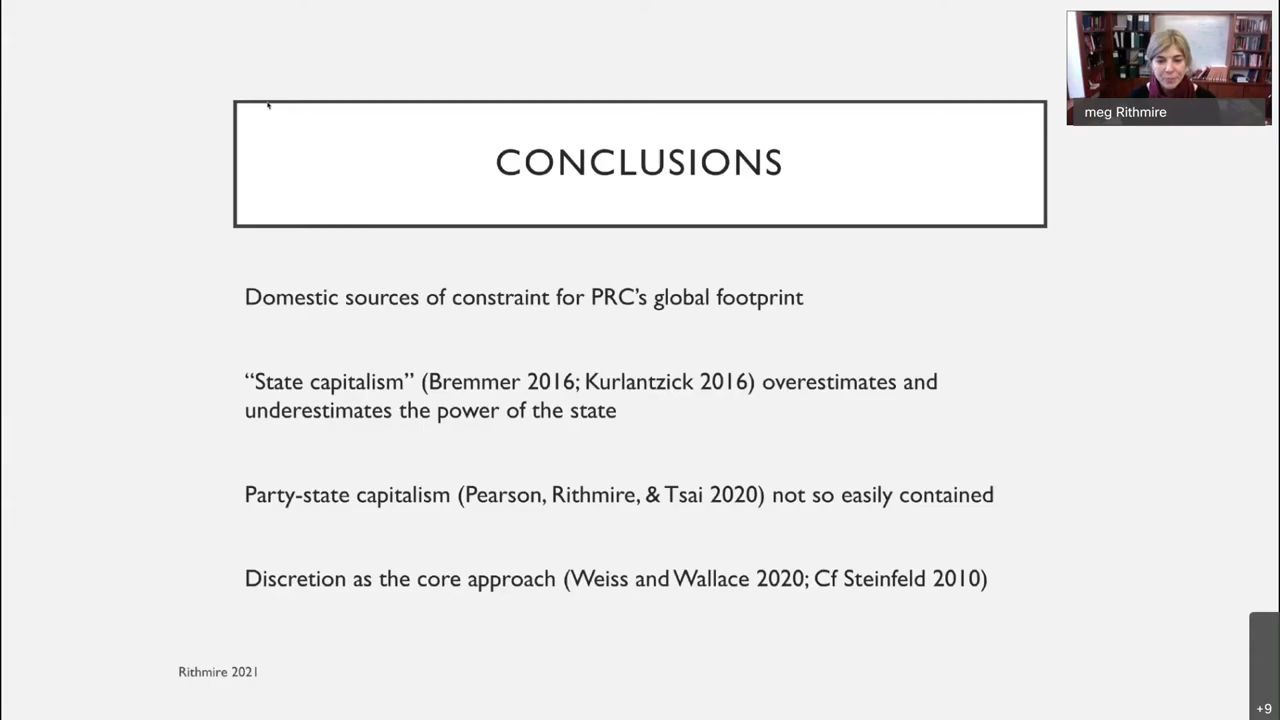 meg Rithmire
CONCLUSIONS
Domestic sources of constraint for PRC’s global footprint
“State capitalism” (Bremmer 2016; Kurlantzick 2016) overestimates and
underestimates the power of the state
Party-state capitalism (Pearson, Rithmire, & Tsai 2020) not so easily contained
Discretion as the core approach (Weiss and Wallace 2020; Cf Steinfeld 2010)
Rithmire 2021
+9